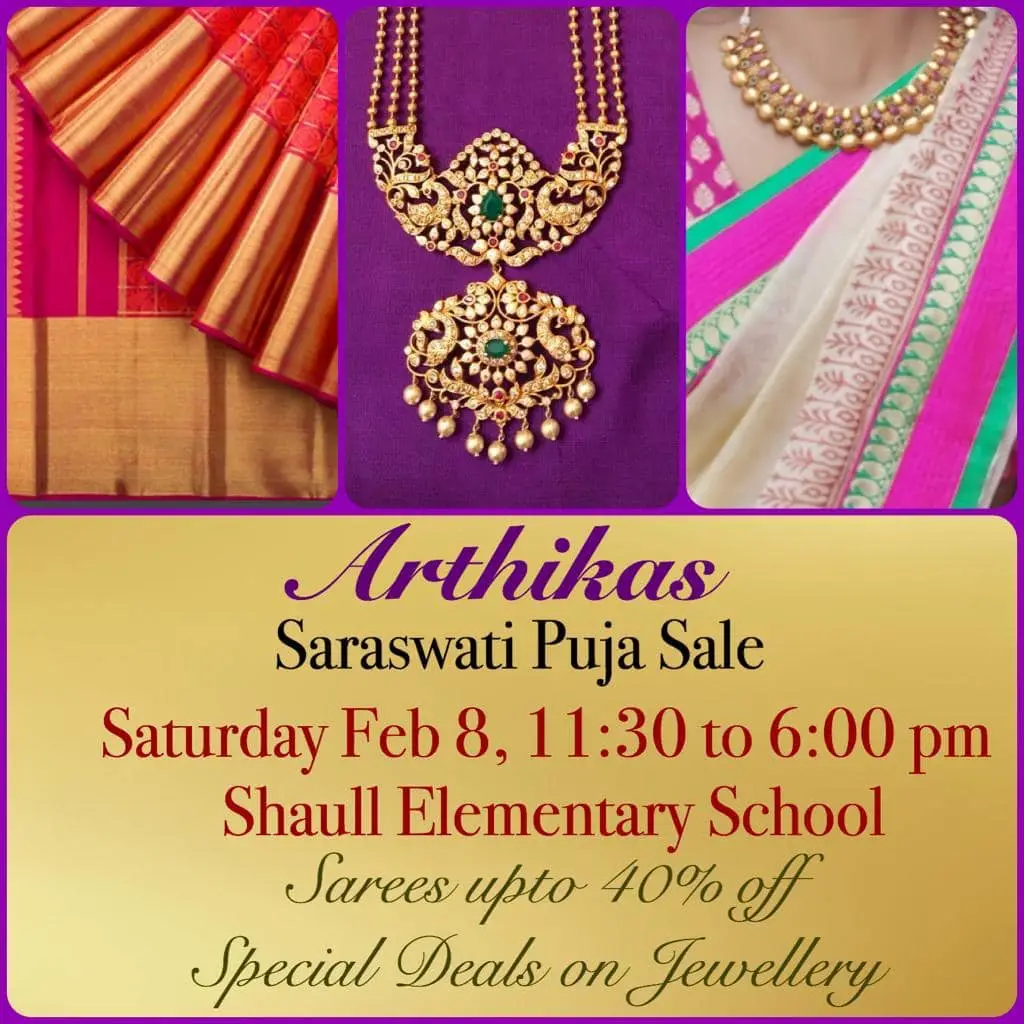 Arthikas
Saraswati Puja Sale
Saturday Feb 8, 11:30 to 6:00 pm
Shaull Elementary School
Sarees upto 40% off
Special Deals on Jewellery